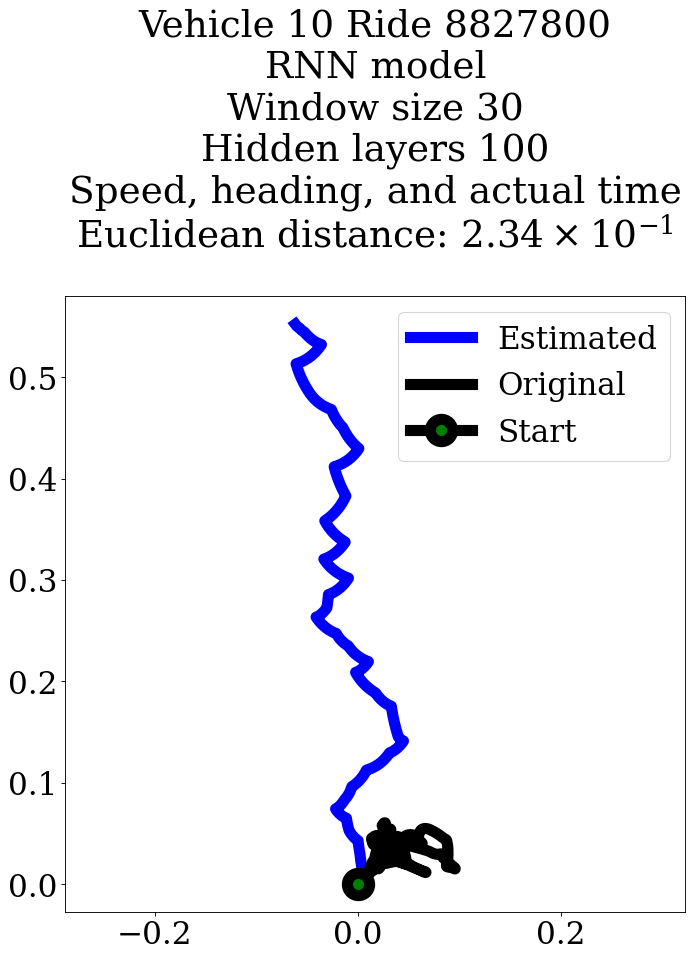 Vehicle 10 Ride 8827800
RNN model
Window size 30
Hidden layers 100
Speed, heading, and actual time
Euclidean distance: 2.34 × 10⁻¹
Estimated
Original
Start
0.5
0.4
0.3
0.2
0.1
0.0
−0.2 0.0 0.2